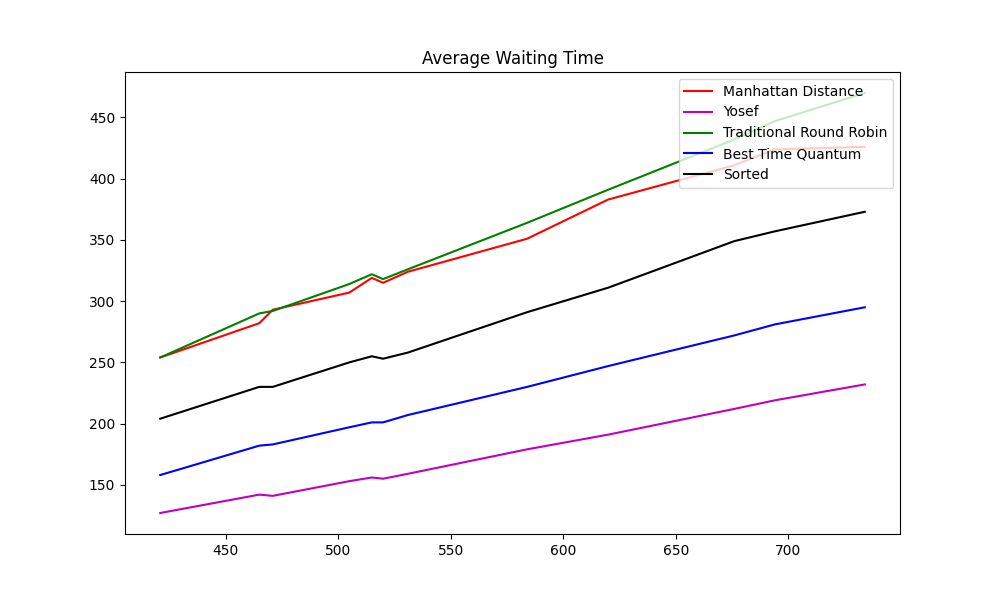 Average Waiting Time
Manhattan Distance
Yosef
Traditional Round Robin
Best Time Quantum
Sorted
450
400
350
300
250
200
150
450 500 550 600 650 700